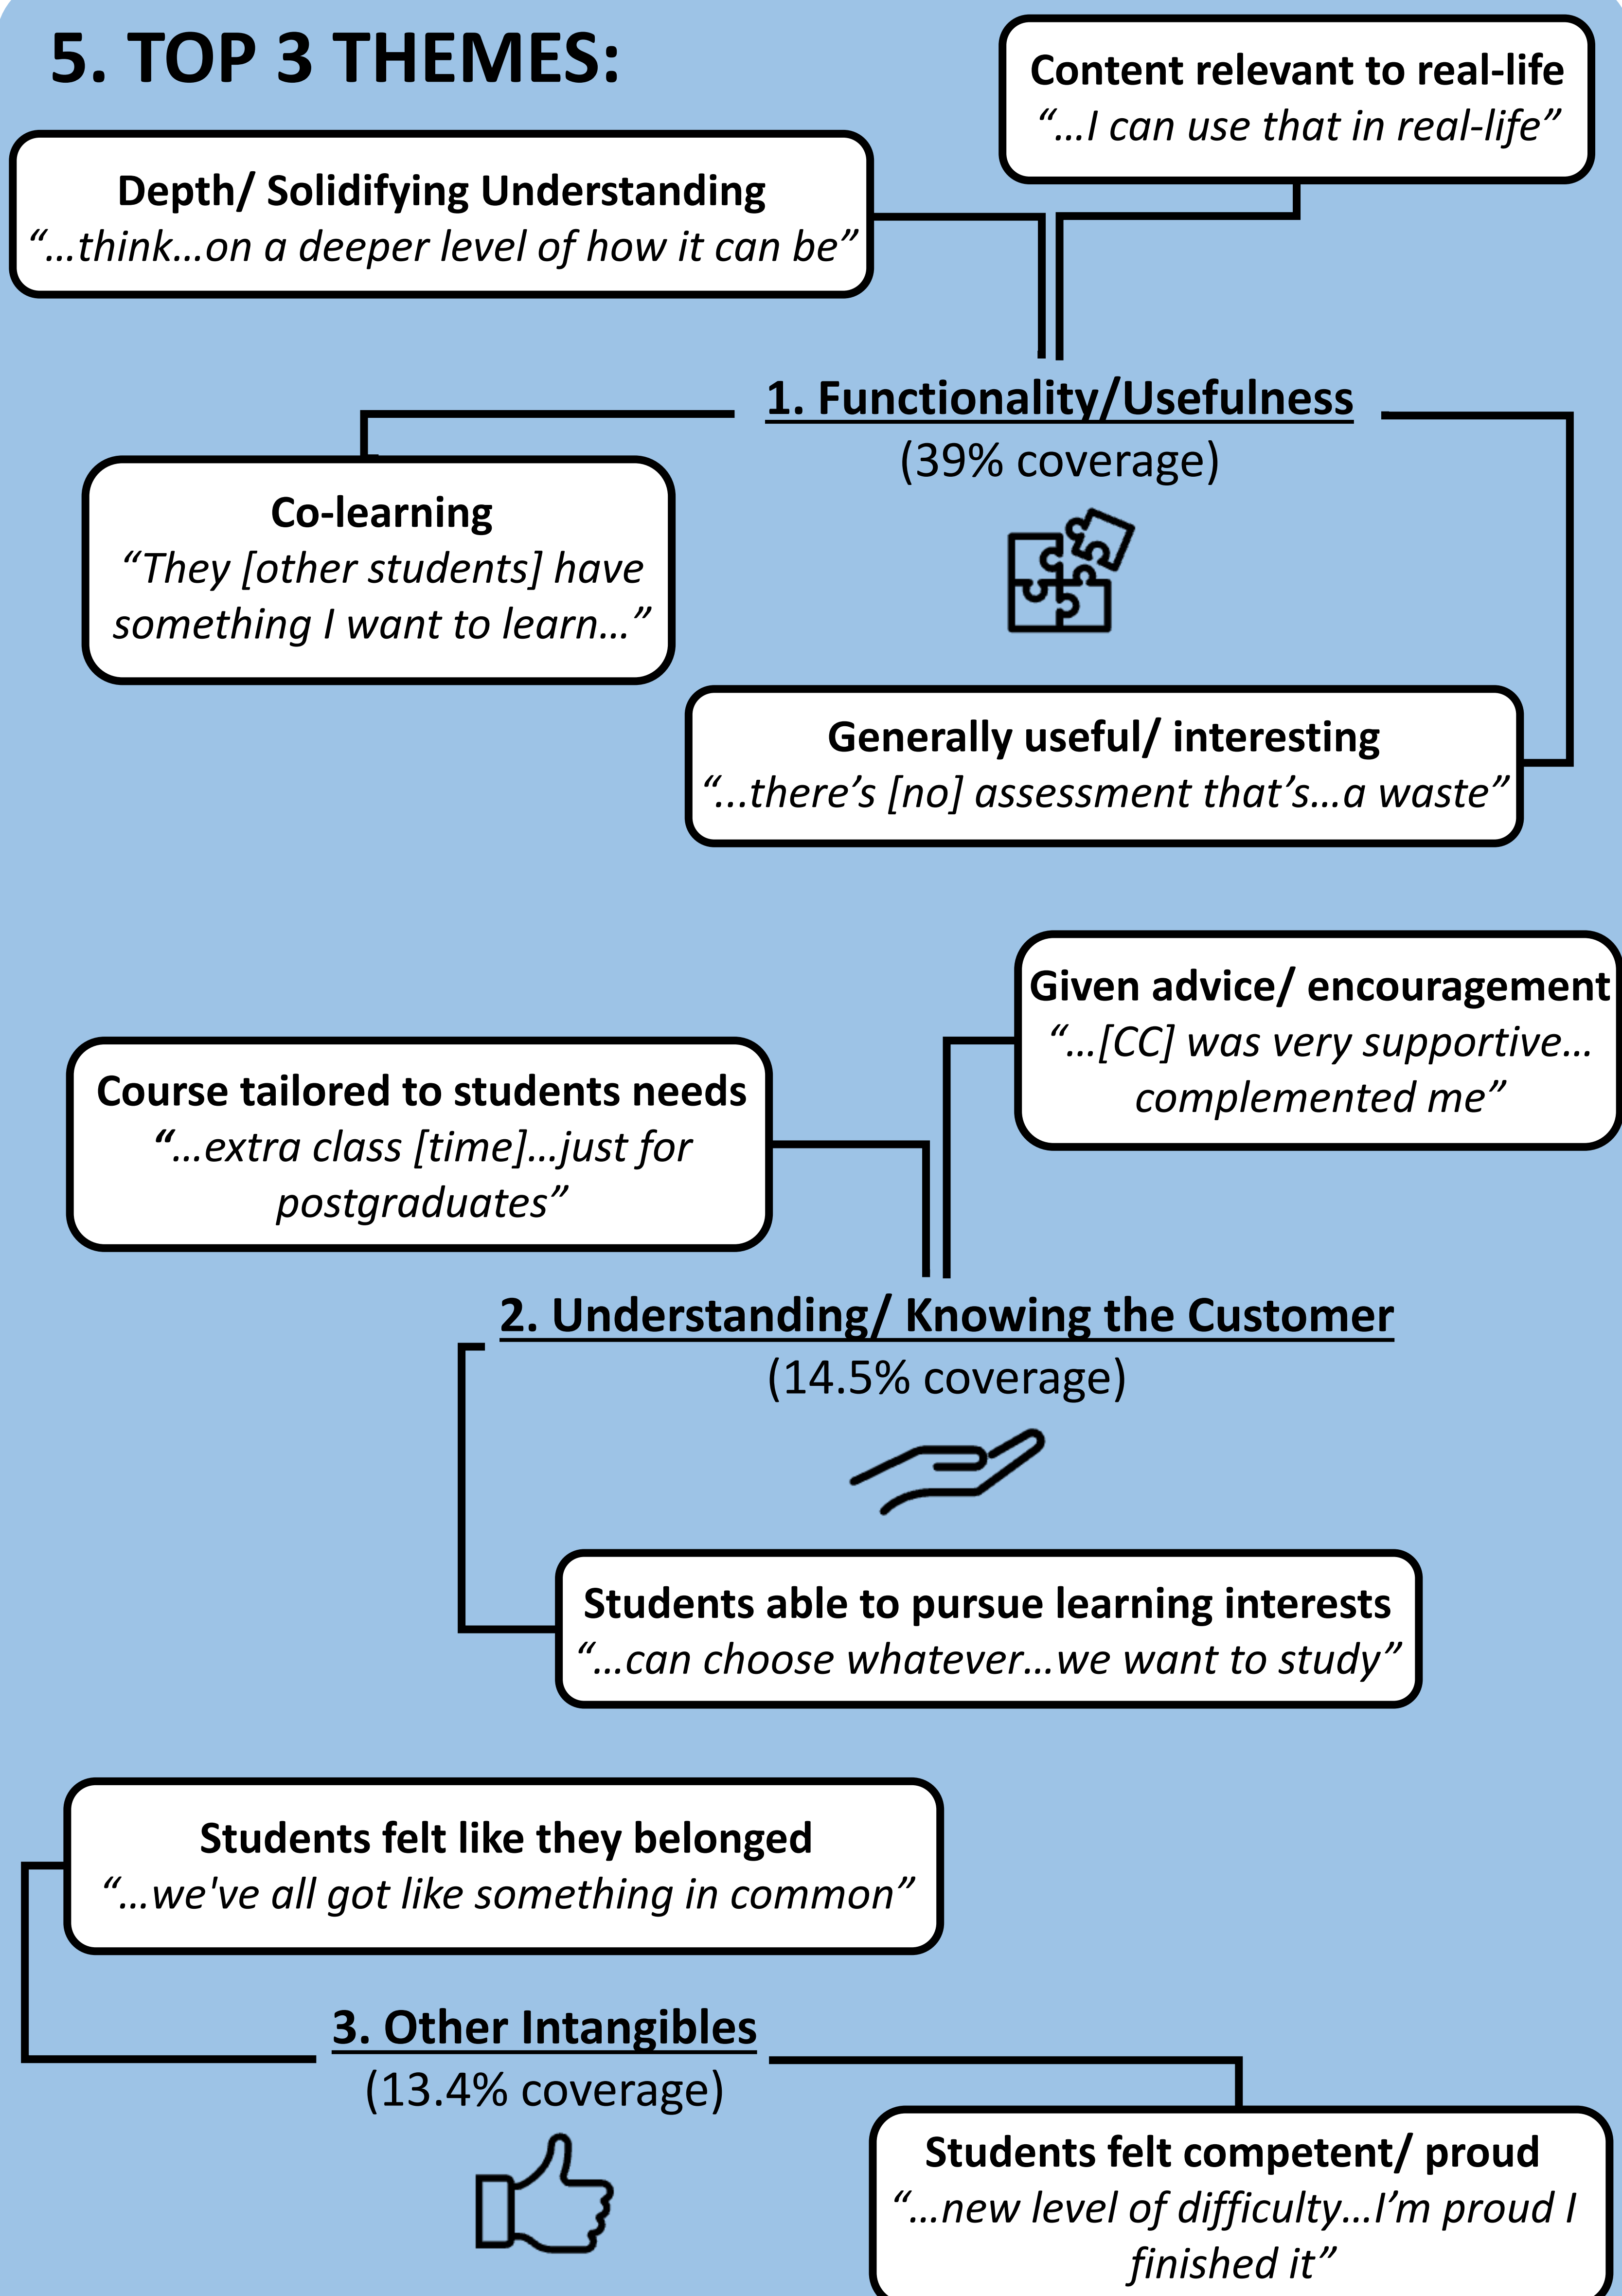 5. TOP 3 THEMES:
Content relevant to real-life
“...I can use that in real-life”
Depth/ Solidifying Understanding
“...think...on a deeper level of how it can be”
1. Functionality/Usefulness
(39% coverage)
Co-learning
“They [other students] have
something I want to learn...”
Generally useful/ interesting
“...there’s [no] assessment that’s...a waste”
Given advice/ encouragement
“...[CC] was very supportive...
complemented me”
Course tailored to students needs
“...extra class [time]...just for
postgraduates”
2. Understanding/ Knowing the Customer
(14.5% coverage)
Students able to pursue learning interests
“...can choose whatever...we want to study”
Students felt like they belonged
“...we've all got like something in common”
3. Other Intangibles
(13.4% coverage)
Students felt competent/ proud
“...new level of difficulty...I’m proud I
finished it”